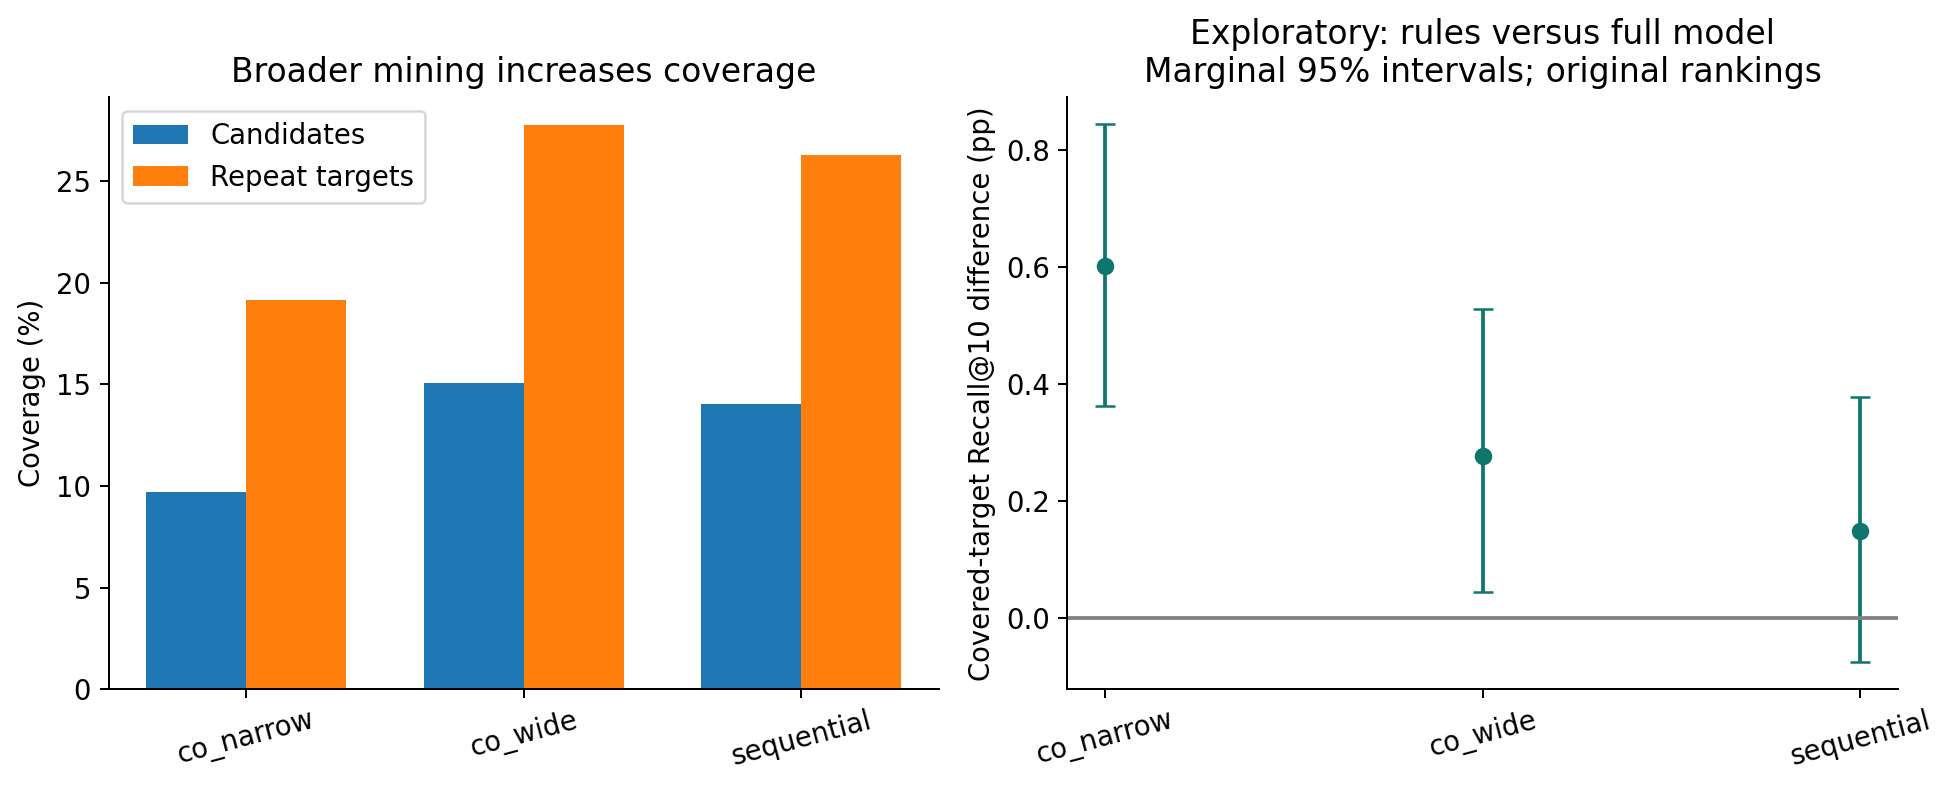 Broader mining increases coverage
Candidates
Repeat targets
Coverage (%)
25
20
15
10
5
0
co_narrow
co_wide
sequential
Exploratory: rules versus full model
Marginal 95% intervals; original rankings
Covered-target Recall@10 difference (pp)
0.8
0.6
0.4
0.2
0.0
co_narrow
co_wide
sequential